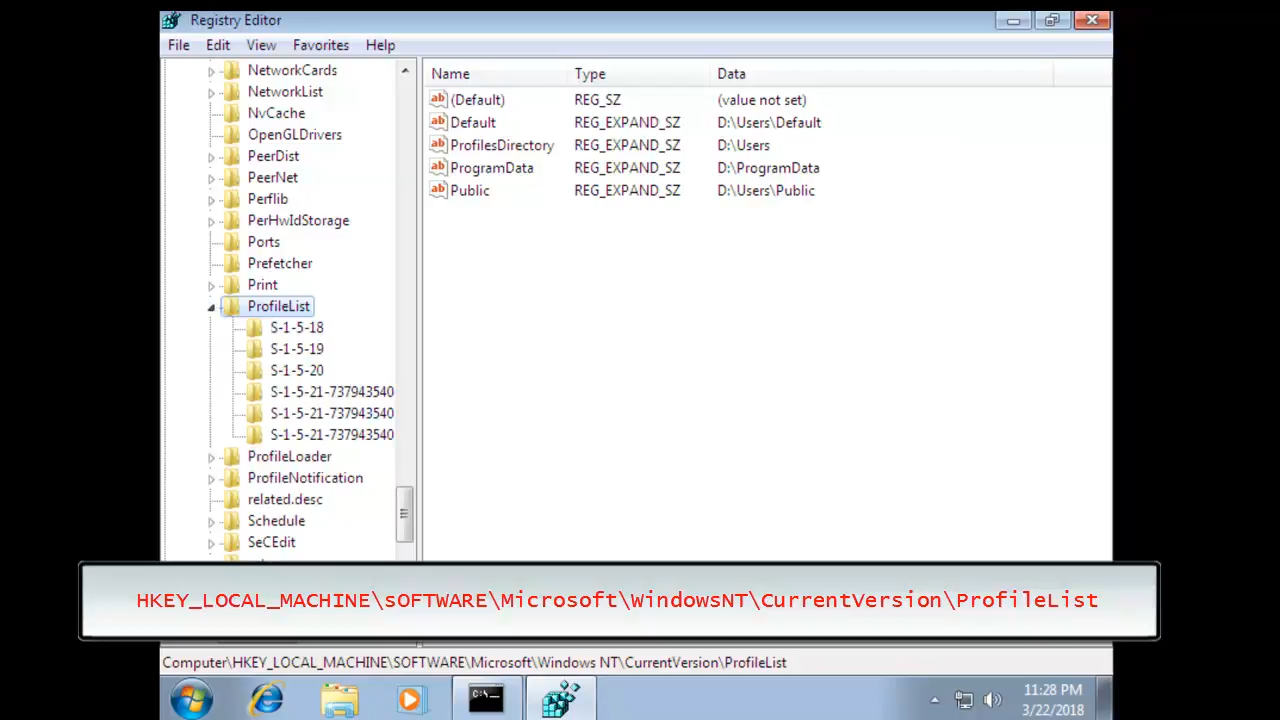 Registry Editor
File Edit View Favorites Help
NetworkCards
NetworkList
NvCache
OpenGLDrivers
PeerDist
PeerNet
Perflib
PerHwIdStorage
Ports
Prefetcher
Print
ProfileList
S-1-5-18
S-1-5-19
S-1-5-20
S-1-5-21-737943540
S-1-5-21-737943540
S-1-5-21-737943540
ProfileLoader
ProfileNotification
related.desc
Schedule
SeCEdit
Name Type Data
(Default) REG_SZ (value not set)
Default REG_EXPAND_SZ D:\Users\Default
ProfilesDirectory REG_EXPAND_SZ D:\Users
ProgramData REG_EXPAND_SZ D:\ProgramData
Public REG_EXPAND_SZ D:\Users\Public
HKEY_LOCAL_MACHINE\sOFTWARE\Microsoft\WindowsNT\CurrentVersion\ProfileList
Computer\HKEY_LOCAL_MACHINE\SOFTWARE\Microsoft\Windows NT\CurrentVersion\ProfileList
11:28 PM
3/22/2018